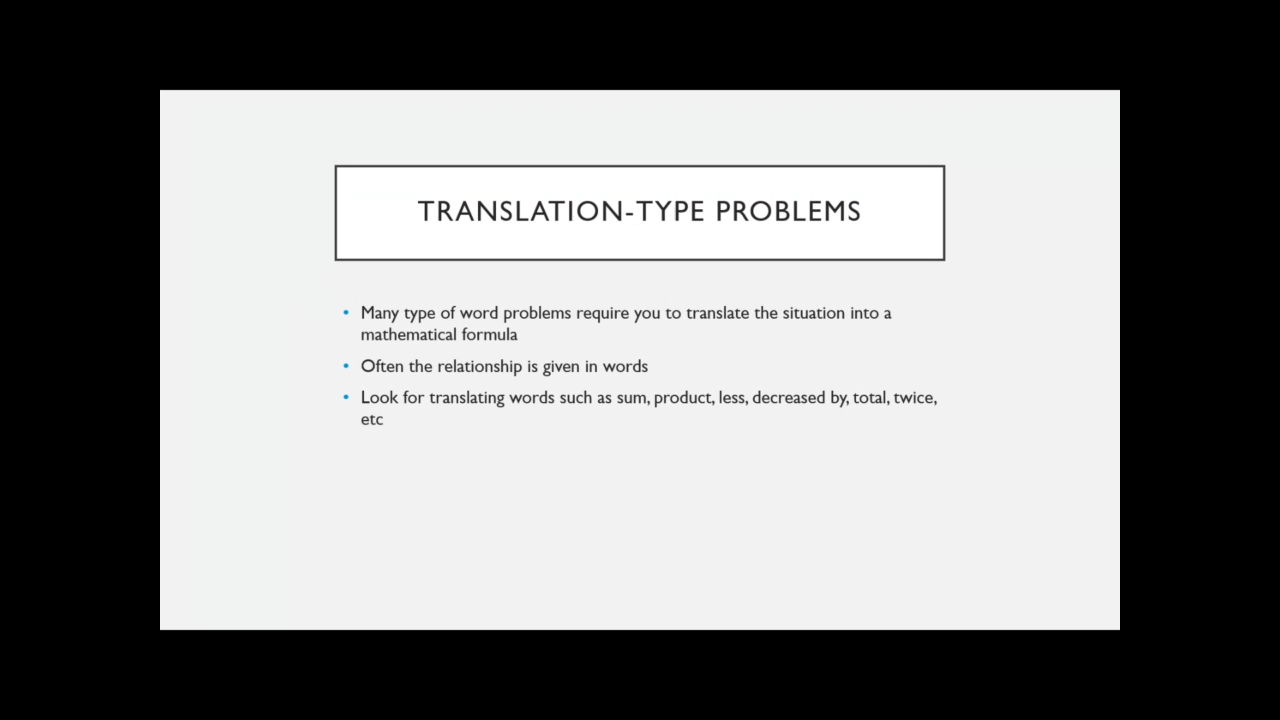 TRANSLATION-TYPE PROBLEMS
• Many type of word problems require you to translate the situation into a
mathematical formula
• Often the relationship is given in words
• Look for translating words such as sum, product, less, decreased by, total, twice,
etc